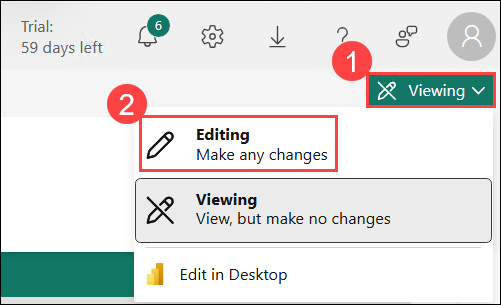 Trial:
59 days left
6
?
1
Viewing
2
Editing
Make any changes
Viewing
View, but make no changes
Edit in Desktop